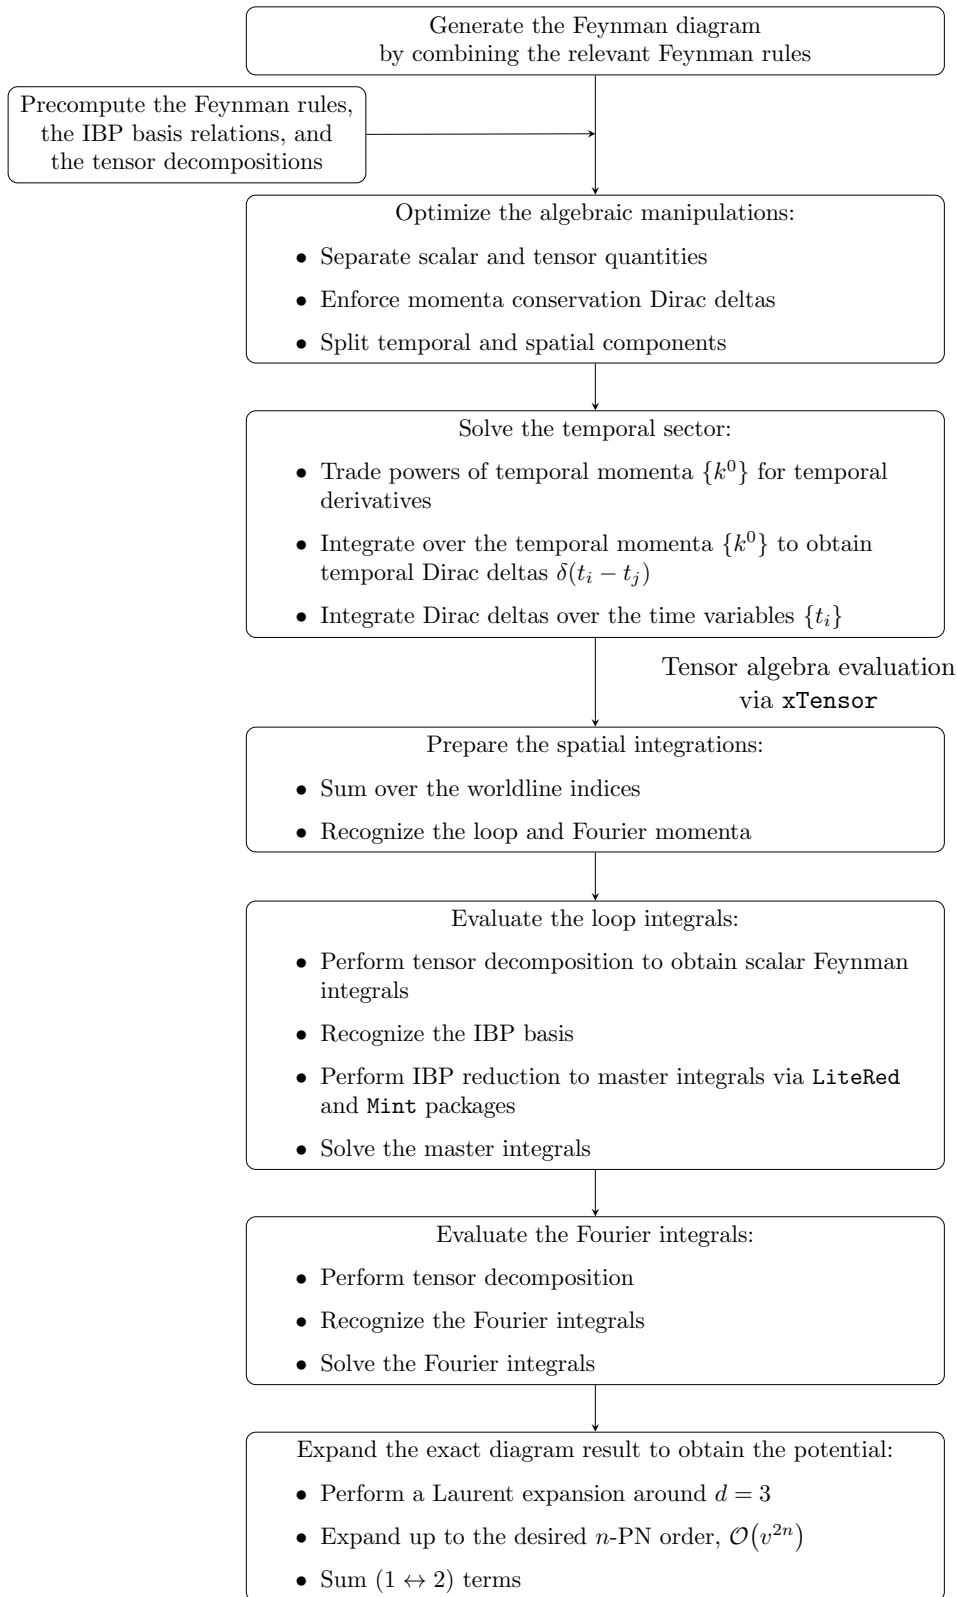 Generate the Feynman diagram
by combining the relevant Feynman rules
Precompute the Feynman rules,
the IBP basis relations, and
the tensor decompositions
Optimize the algebraic manipulations:
• Separate scalar and tensor quantities
• Enforce momenta conservation Dirac deltas
• Split temporal and spatial components
Solve the temporal sector:
• Trade powers of temporal momenta {k⁰} for temporal
derivatives
• Integrate over the temporal momenta {k⁰} to obtain
temporal Dirac deltas δ(tᵢ − tⱼ)
• Integrate Dirac deltas over the time variables {tᵢ}
Tensor algebra evaluation
via xTensor
Prepare the spatial integrations:
• Sum over the worldline indices
• Recognize the loop and Fourier momenta
Evaluate the loop integrals:
• Perform tensor decomposition to obtain scalar Feynman
integrals
• Recognize the IBP basis
• Perform IBP reduction to master integrals via LiteRed
and Mint packages
• Solve the master integrals
Evaluate the Fourier integrals:
• Perform tensor decomposition
• Recognize the Fourier integrals
• Solve the Fourier integrals
Expand the exact diagram result to obtain the potential:
• Perform a Laurent expansion around d = 3
• Expand up to the desired n-PN order, 𝒪(v²ⁿ)
• Sum (1 ↔ 2) terms